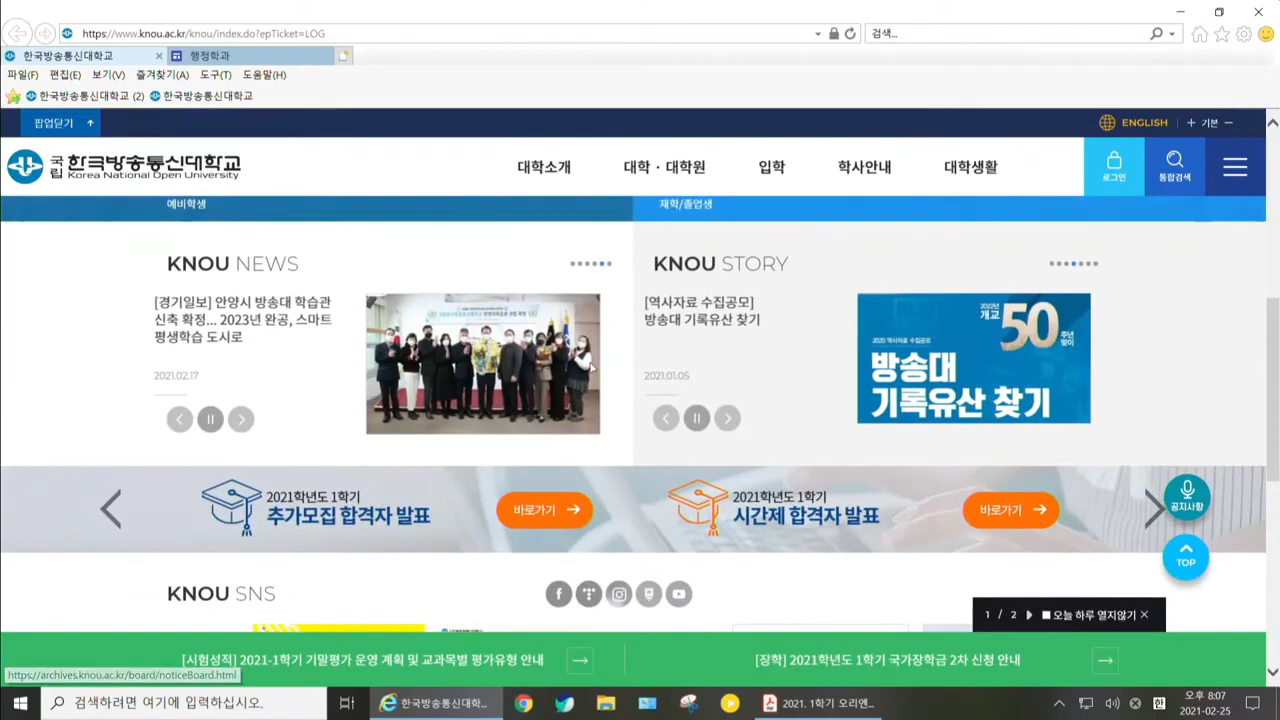 https://www.knou.ac.kr/knou/index.do?epTicket=LOG
검색...
한국방송통신대학교
행정학과
파일(F) 편집(E) 보기(V) 즐겨찾기(A) 도구(T) 도움말(H)
한국방송통신대학교 (2) 한국방송통신대학교
팝업닫기
ENGLISH
기본
국립 한국방송통신대학교
Korea National Open University
대학소개
대학 · 대학원
입학
학사안내
대학생활
로그인
통합검색
예비학생
재학/졸업생
KNOU NEWS
[경기일보] 안양시 방송대 학습관
신축 확정... 2023년 완공, 스마트
평생학습 도시로
2021.02.17
KNOU STORY
[역사자료 수집공모]
방송대 기록유산 찾기
2021.01.05
2022년
개교 50 주년
맞이
2020 역사자료 수집공모
방송대
기록유산 찾기
2021학년도 1학기
추가모집 합격자 발표
바로가기
2021학년도 1학기
시간제 합격자 발표
바로가기
공지사항
TOP
KNOU SNS
1 / 2
오늘 하루 열지않기
[시험성적] 2021-1학기 기말평가 운영 계획 및 교과목별 평가유형 안내
[장학] 2021학년도 1학기 국가장학금 2차 신청 안내
https://archives.knou.ac.kr/board/noticeBoard.html
검색하려면 여기에 입력하십시오.
한국방송통신대학...
2021. 1학기 오리엔...
한
오후 8:07
2021-02-25